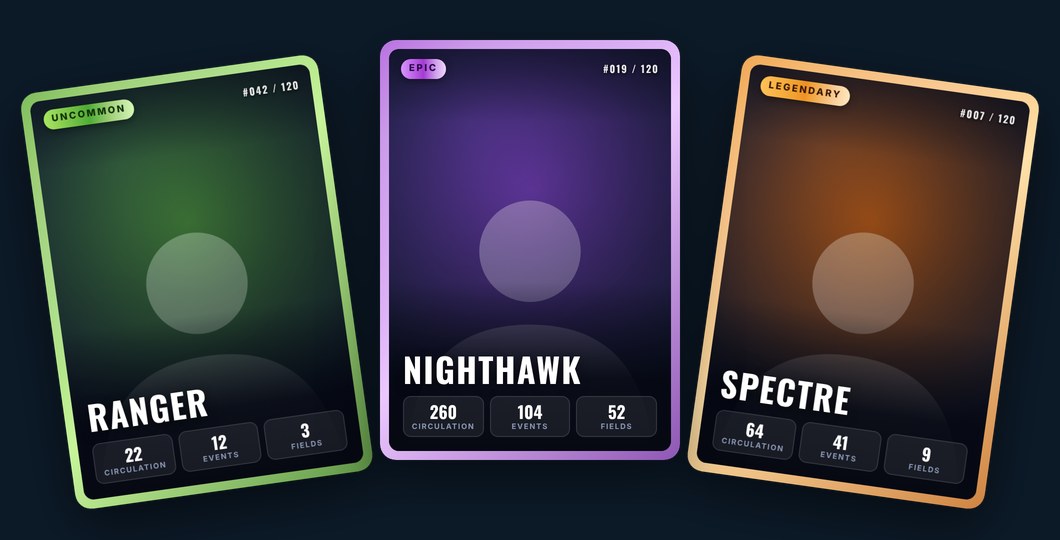 UNCOMMON
#042 / 120
RANGER
22
CIRCULATION
12
EVENTS
3
FIELDS
EPIC
#019 / 120
NIGHTHAWK
260
CIRCULATION
104
EVENTS
52
FIELDS
LEGENDARY
#007 / 120
SPECTRE
64
CIRCULATION
41
EVENTS
9
FIELDS